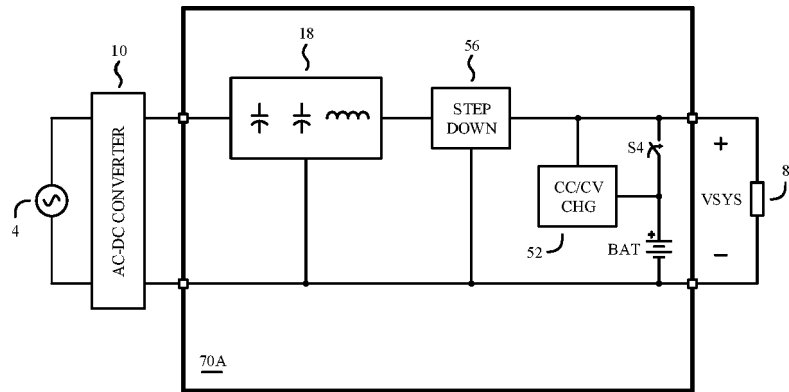 10
18
56
AC-DC CONVERTER
STEP
DOWN
S4
+
8
4
CC/CV
CHG
VSYS
52
+
BAT
−
70A